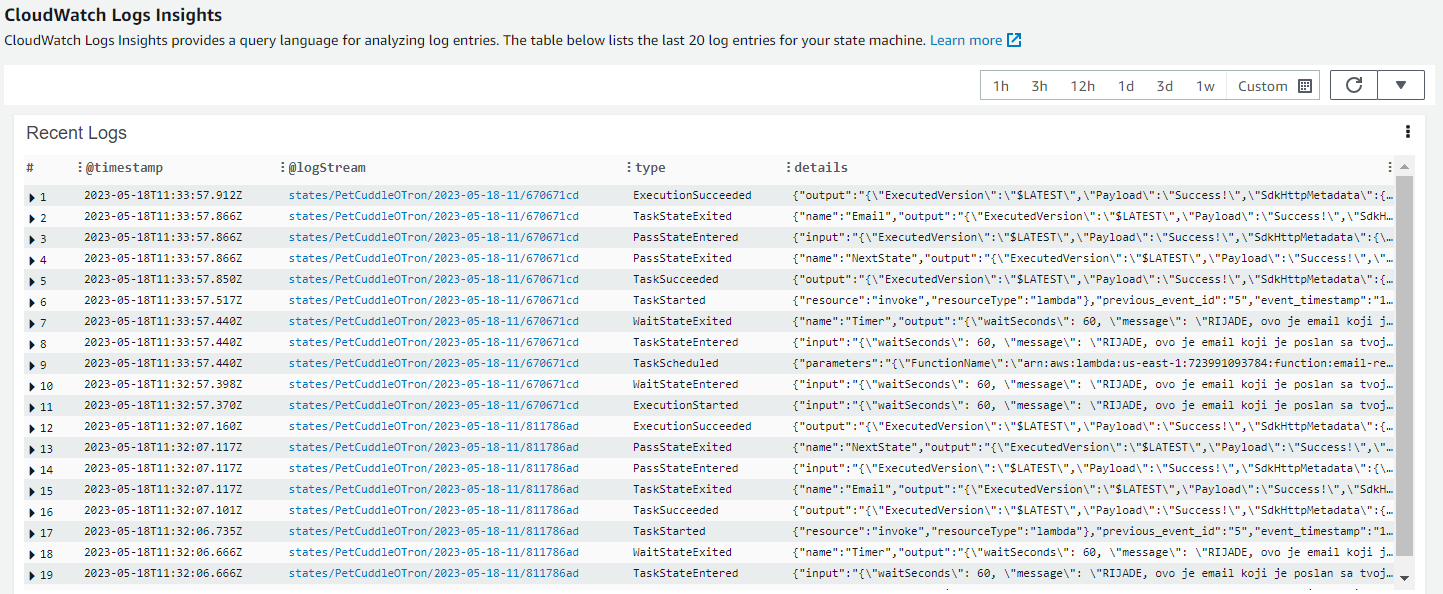 CloudWatch Logs Insights
CloudWatch Logs Insights provides a query language for analyzing log entries. The table below lists the last 20 log entries for your state machine. Learn more
1h 3h 12h 1d 3d 1w Custom
Recent Logs
# @timestamp @logStream type details
1 2023-05-18T11:33:57.912Z states/PetCuddleOTron/2023-05-18-11/670671cd ExecutionSucceeded {"output":"{\"ExecutedVersion\":\"$LATEST\",\"Payload\":\"Success!\",\"SdkHttpMetadata\":{…
2 2023-05-18T11:33:57.866Z states/PetCuddleOTron/2023-05-18-11/670671cd TaskStateExited {"name":"Email","output":"{\"ExecutedVersion\":\"$LATEST\",\"Payload\":\"Success!\",\"SdkH…
3 2023-05-18T11:33:57.866Z states/PetCuddleOTron/2023-05-18-11/670671cd PassStateEntered {"input":"{\"ExecutedVersion\":\"$LATEST\",\"Payload\":\"Success!\",\"SdkHttpMetadata\":{\…
4 2023-05-18T11:33:57.866Z states/PetCuddleOTron/2023-05-18-11/670671cd PassStateExited {"name":"NextState","output":"{\"ExecutedVersion\":\"$LATEST\",\"Payload\":\"Success!\",\"…
5 2023-05-18T11:33:57.850Z states/PetCuddleOTron/2023-05-18-11/670671cd TaskSucceeded {"output":"{\"ExecutedVersion\":\"$LATEST\",\"Payload\":\"Success!\",\"SdkHttpMetadata\":{…
6 2023-05-18T11:33:57.517Z states/PetCuddleOTron/2023-05-18-11/670671cd TaskStarted {"resource":"invoke","resourceType":"lambda"},"previous_event_id":"5","event_timestamp":"1…
7 2023-05-18T11:33:57.440Z states/PetCuddleOTron/2023-05-18-11/670671cd WaitStateExited {"name":"Timer","output":"{\"waitSeconds\": 60, \"message\": \"RIJADE, ovo je email koji j…
8 2023-05-18T11:33:57.440Z states/PetCuddleOTron/2023-05-18-11/670671cd TaskStateEntered {"input":"{\"waitSeconds\": 60, \"message\": \"RIJADE, ovo je email koji je poslan sa tvoj…
9 2023-05-18T11:33:57.440Z states/PetCuddleOTron/2023-05-18-11/670671cd TaskScheduled {"parameters":"{\"FunctionName\":\"arn:aws:lambda:us-east-1:723991093784:function:email-re…
10 2023-05-18T11:32:57.398Z states/PetCuddleOTron/2023-05-18-11/670671cd WaitStateEntered {"input":"{\"waitSeconds\": 60, \"message\": \"RIJADE, ovo je email koji je poslan sa tvoj…
11 2023-05-18T11:32:57.370Z states/PetCuddleOTron/2023-05-18-11/670671cd ExecutionStarted {"input":"{\"waitSeconds\": 60, \"message\": \"RIJADE, ovo je email koji je poslan sa tvoj…
12 2023-05-18T11:32:07.160Z states/PetCuddleOTron/2023-05-18-11/811786ad ExecutionSucceeded {"output":"{\"ExecutedVersion\":\"$LATEST\",\"Payload\":\"Success!\",\"SdkHttpMetadata\":{…
13 2023-05-18T11:32:07.117Z states/PetCuddleOTron/2023-05-18-11/811786ad PassStateExited {"name":"NextState","output":"{\"ExecutedVersion\":\"$LATEST\",\"Payload\":\"Success!\",\"…
14 2023-05-18T11:32:07.117Z states/PetCuddleOTron/2023-05-18-11/811786ad PassStateEntered {"input":"{\"ExecutedVersion\":\"$LATEST\",\"Payload\":\"Success!\",\"SdkHttpMetadata\":{\…
15 2023-05-18T11:32:07.117Z states/PetCuddleOTron/2023-05-18-11/811786ad TaskStateExited {"name":"Email","output":"{\"ExecutedVersion\":\"$LATEST\",\"Payload\":\"Success!\",\"SdkH…
16 2023-05-18T11:32:07.101Z states/PetCuddleOTron/2023-05-18-11/811786ad TaskSucceeded {"output":"{\"ExecutedVersion\":\"$LATEST\",\"Payload\":\"Success!\",\"SdkHttpMetadata\":{…
17 2023-05-18T11:32:06.735Z states/PetCuddleOTron/2023-05-18-11/811786ad TaskStarted {"resource":"invoke","resourceType":"lambda"},"previous_event_id":"5","event_timestamp":"1…
18 2023-05-18T11:32:06.666Z states/PetCuddleOTron/2023-05-18-11/811786ad WaitStateExited {"name":"Timer","output":"{\"waitSeconds\": 60, \"message\": \"RIJADE, ovo je email koji j…
19 2023-05-18T11:32:06.666Z states/PetCuddleOTron/2023-05-18-11/811786ad TaskStateEntered {"input":"{\"waitSeconds\": 60, \"message\": \"RIJADE, ovo je email koji je poslan sa tvoj…